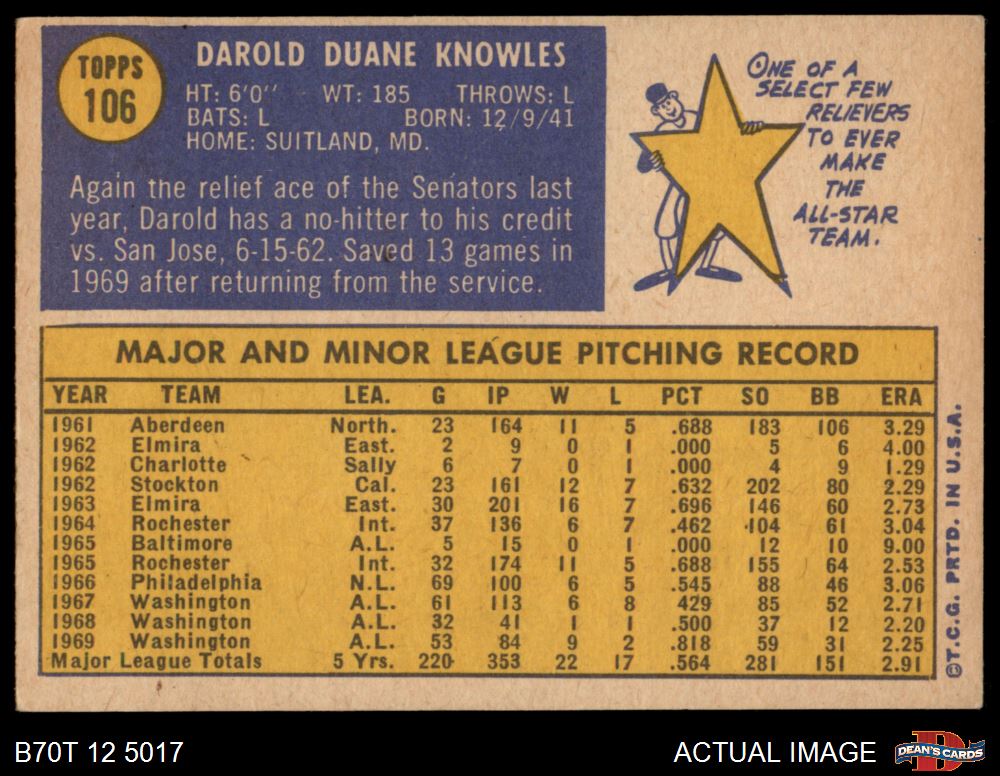 TOPPS
106
DAROLD DUANE KNOWLES
HT: 6'0" WT: 185 THROWS: L
BATS: L BORN: 12/9/41
HOME: SUITLAND, MD.
Again the relief ace of the Senators last
year, Darold has a no-hitter to his credit
vs. San Jose, 6-15-62. Saved 13 games in
1969 after returning from the service.
ONE OF A
SELECT FEW
RELIEVERS
TO EVER
MAKE
THE
ALL-STAR
TEAM.
MAJOR AND MINOR LEAGUE PITCHING RECORD
YEAR TEAM LEA. G IP W L PCT SO BB ERA
1961 Aberdeen North. 23 164 11 5 .688 183 106 3.29
1962 Elmira East. 2 9 0 1 .000 5 6 4.00
1962 Charlotte Sally 6 7 0 1 .000 4 9 1.29
1962 Stockton Cal. 23 161 12 7 .632 202 80 2.29
1963 Elmira East. 30 201 16 7 .696 146 60 2.73
1964 Rochester Int. 37 136 6 7 .462 104 61 3.04
1965 Baltimore A.L. 5 15 0 1 .000 12 10 9.00
1965 Rochester Int. 32 174 11 5 .688 155 64 2.53
1966 Philadelphia N.L. 69 100 6 5 .545 88 46 3.06
1967 Washington A.L. 61 113 6 8 429 85 52 2.71
1968 Washington A.L. 32 41 1 1 .500 37 12 2.20
1969 Washington A.L. 53 84 9 2 .818 59 31 2.25
Major League Totals 5 Yrs. 220 353 22 17 .564 281 151 2.91
©T.C.G. PRTD. IN U.S.A.
B70T 12 5017
ACTUAL IMAGE
DEAN'S CARDS